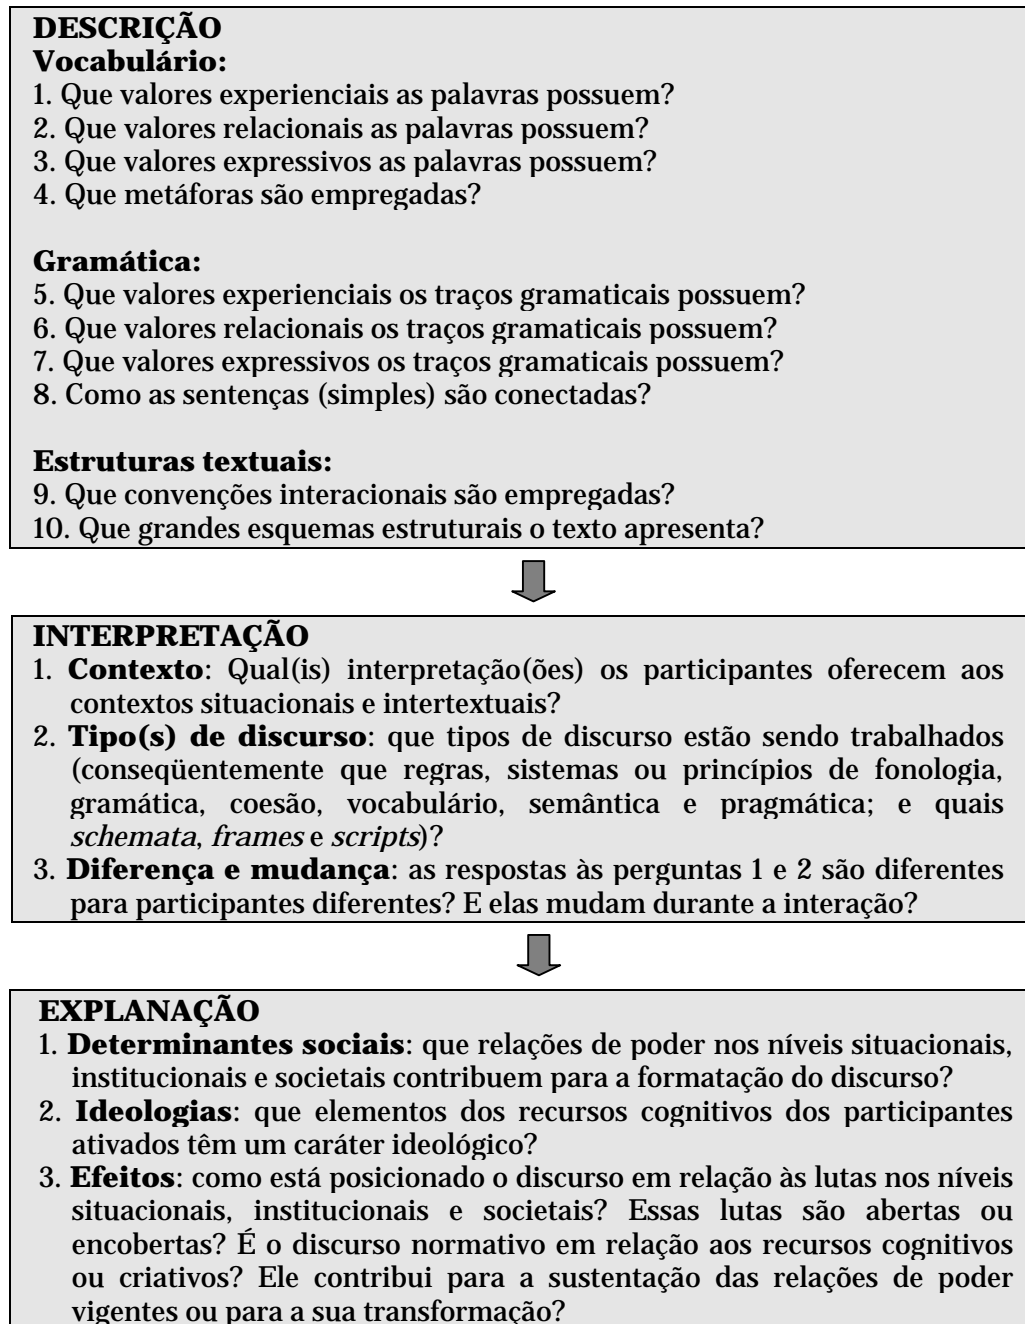 DESCRIÇÃO
Vocabulário:
1. Que valores experienciais as palavras possuem?
2. Que valores relacionais as palavras possuem?
3. Que valores expressivos as palavras possuem?
4. Que metáforas são empregadas?
Gramática:
5. Que valores experienciais os traços gramaticais possuem?
6. Que valores relacionais os traços gramaticais possuem?
7. Que valores expressivos os traços gramaticais possuem?
8. Como as sentenças (simples) são conectadas?
Estruturas textuais:
9. Que convenções interacionais são empregadas?
10. Que grandes esquemas estruturais o texto apresenta?
INTERPRETAÇÃO
1. Contexto: Qual(is) interpretação(ões) os participantes oferecem aos
contextos situacionais e intertextuais?
2. Tipo(s) de discurso: que tipos de discurso estão sendo trabalhados
(conseqüentemente que regras, sistemas ou princípios de fonologia,
gramática, coesão, vocabulário, semântica e pragmática; e quais
schemata, frames e scripts)?
3. Diferença e mudança: as respostas às perguntas 1 e 2 são diferentes
para participantes diferentes? E elas mudam durante a interação?
EXPLANAÇÃO
1. Determinantes sociais: que relações de poder nos níveis situacionais,
institucionais e societais contribuem para a formatação do discurso?
2. Ideologias: que elementos dos recursos cognitivos dos participantes
ativados têm um caráter ideológico?
3. Efeitos: como está posicionado o discurso em relação às lutas nos níveis
situacionais, institucionais e societais? Essas lutas são abertas ou
encobertas? É o discurso normativo em relação aos recursos cognitivos
ou criativos? Ele contribui para a sustentação das relações de poder
vigentes ou para a sua transformação?